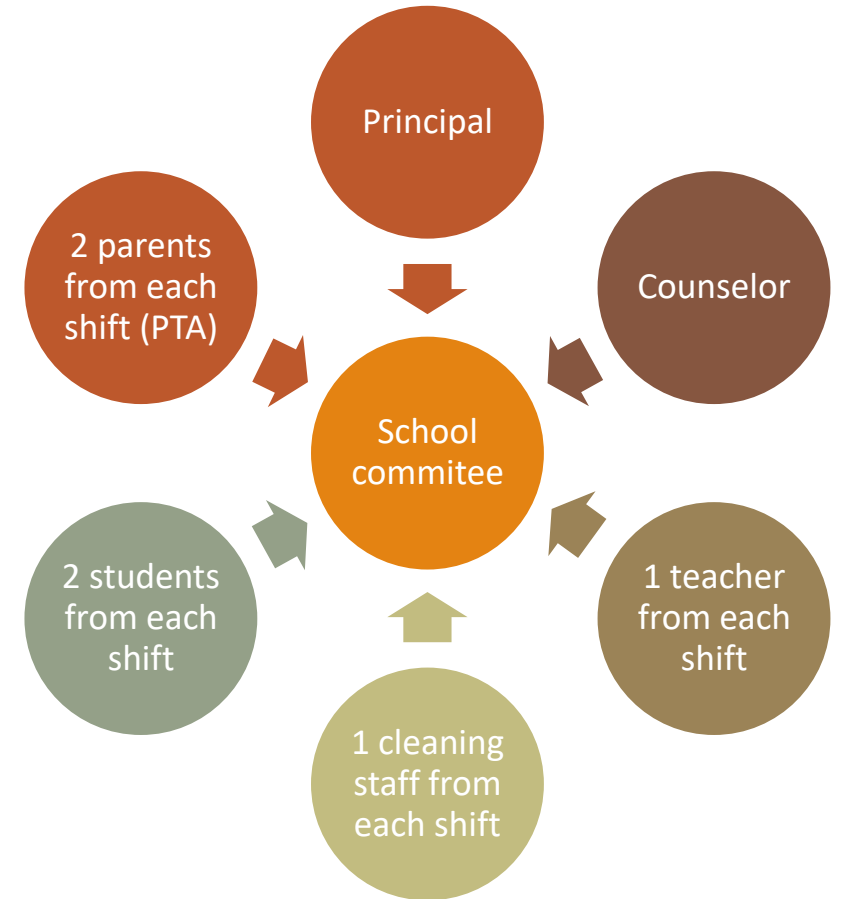 Principal
2 parents
from each
shift (PTA)
Counselor
School
commitee
2 students
from each
shift
1 teacher
from each
shift
1 cleaning
staff from
each shift